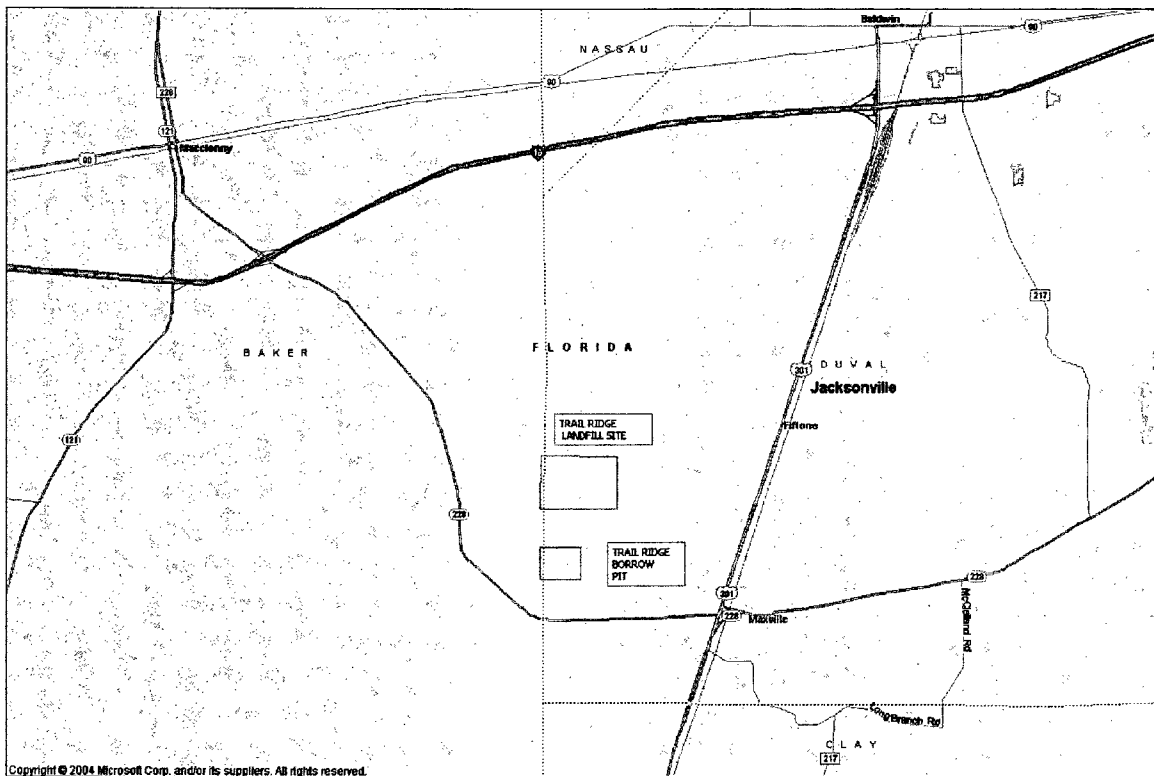 Baldwin
90
NASSAU
90
228
121
Macclenny
90
10
217
BAKER
FLORIDA
301
DUVAL
Jacksonville
Fiftone
121
TRAIL RIDGE
LANDFILL SITE
228
TRAIL RIDGE
BORROW
PIT
301
228
Maxville
228
McClelland Rd
Long Branch Rd
CLAY
217
Copyright © 2004 Microsoft Corp. and/or its suppliers. All rights reserved.